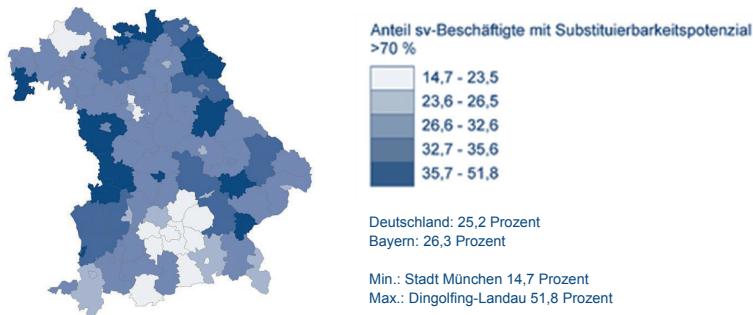 Anteil sv-Beschäftigte mit Substituierbarkeitspotenzial
>70 %
14,7 - 23,5
23,6 - 26,5
26,6 - 32,6
32,7 - 35,6
35,7 - 51,8
Deutschland: 25,2 Prozent
Bayern: 26,3 Prozent
Min.: Stadt München 14,7 Prozent
Max.: Dingolfing-Landau 51,8 Prozent